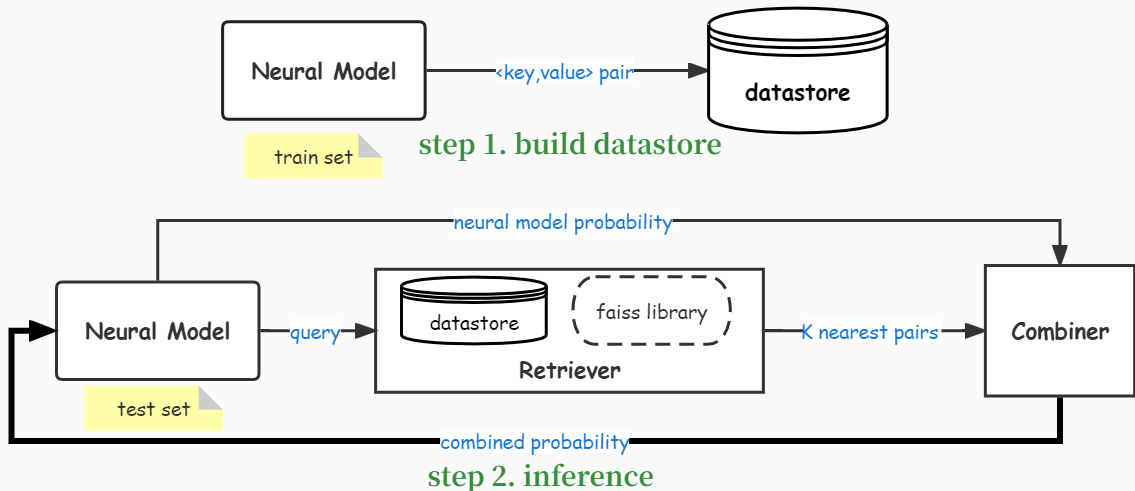 Neural Model
<key,value> pair
datastore
train set
step 1. build datastore
neural model probability
Neural Model
query
datastore
faiss library
Retriever
K nearest pairs
Combiner
test set
combined probability
step 2. inference